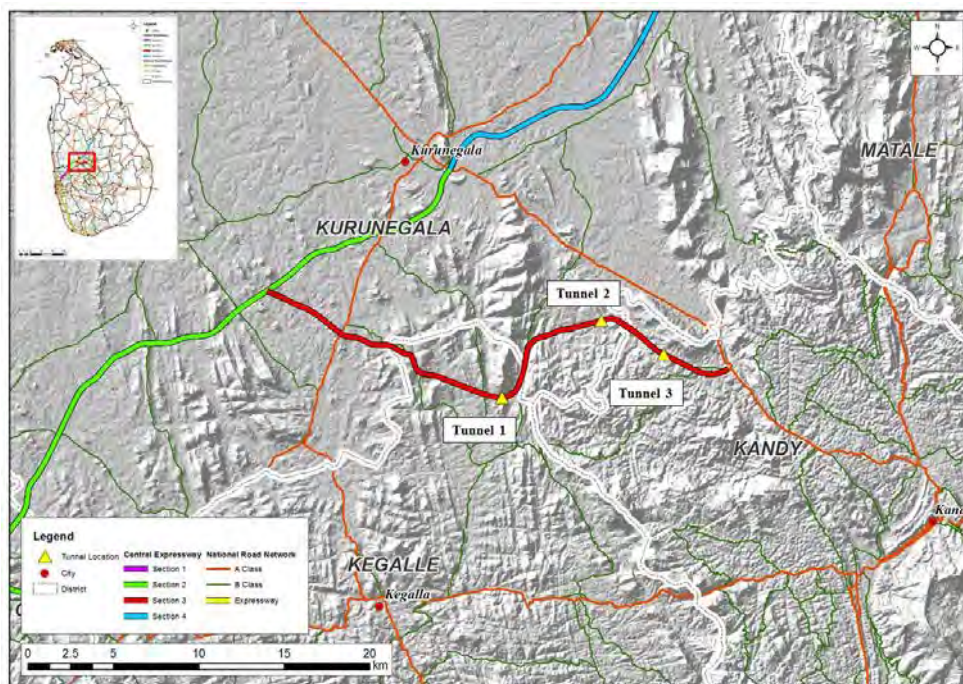 N
W
E
S
Kurunegala
MATALE
KURUNEGALA
Tunnel 2
Tunnel 3
Tunnel 1
KANDY
Kand
Legend
Tunnel Location
City
District
Central Expressway
Section 1
Section 2
Section 3
Section 4
National Road Network
A Class
B Class
Expressway
KEGALLE
Kegalla
0 2.5 5 10 15 20
km